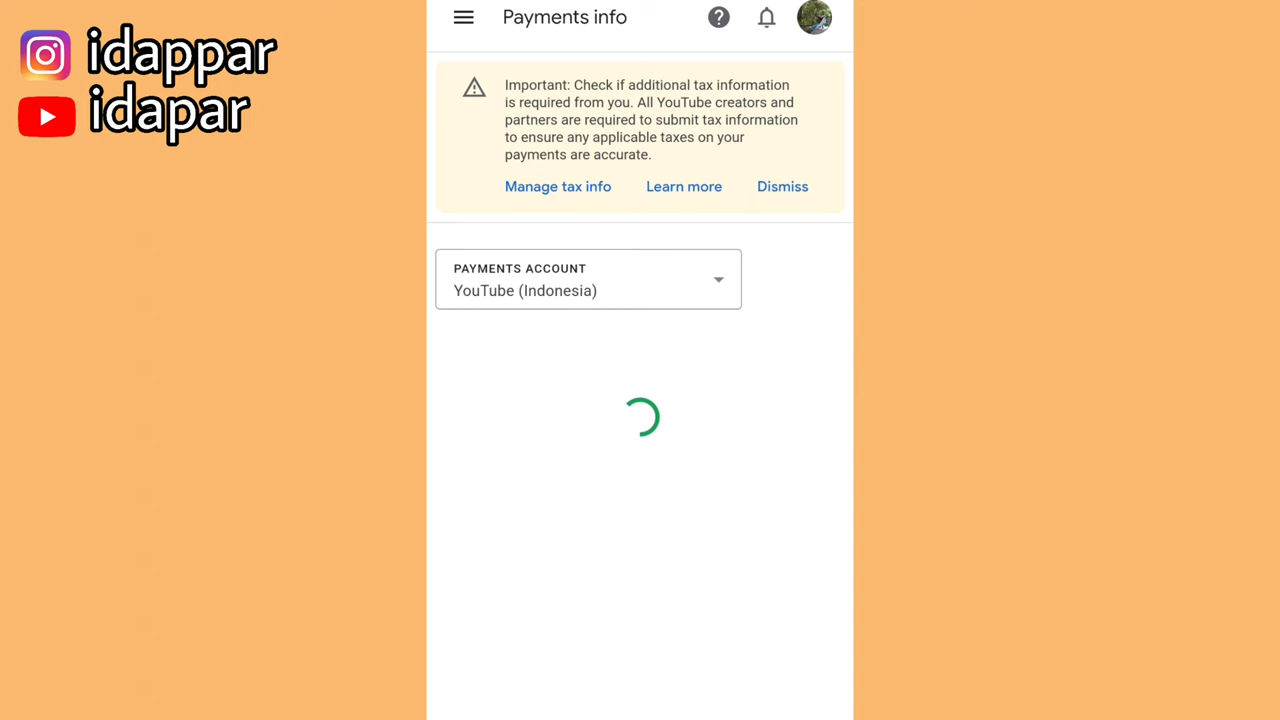 idappar
idapar
Payments info
Important: Check if additional tax information
is required from you. All YouTube creators and
partners are required to submit tax information
to ensure any applicable taxes on your
payments are accurate.
Manage tax info Learn more Dismiss
PAYMENTS ACCOUNT
YouTube (Indonesia)